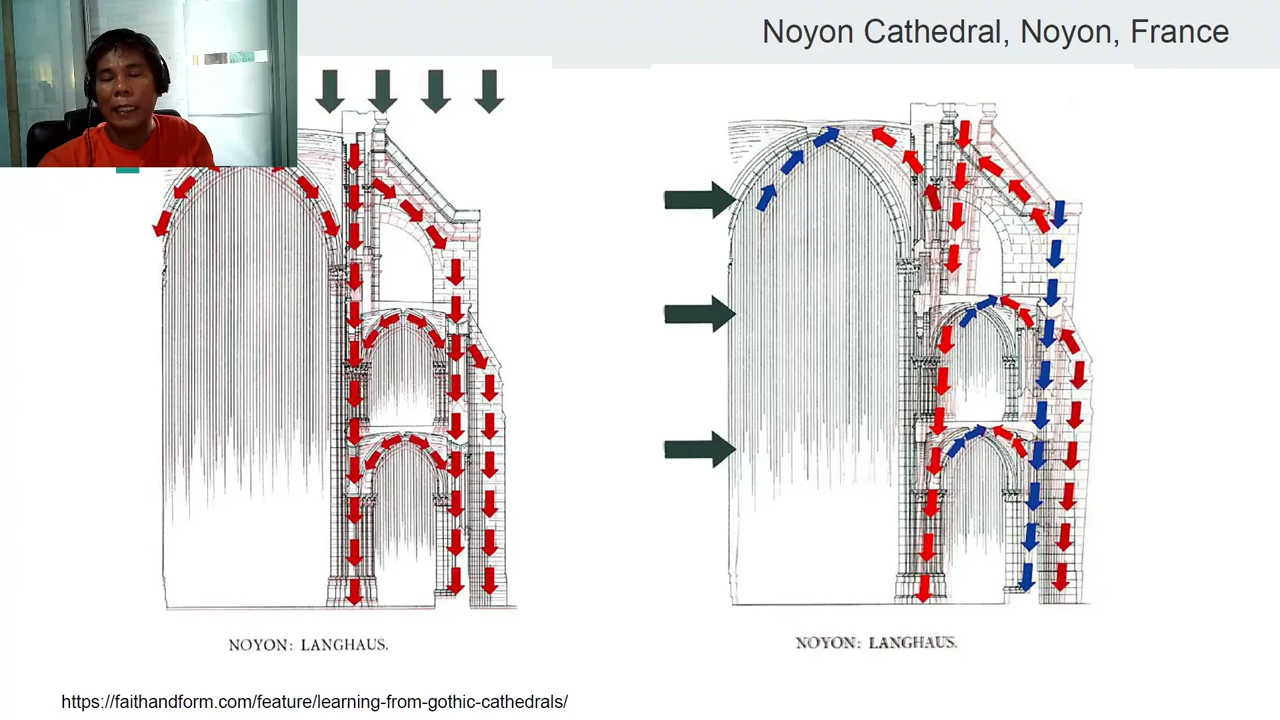 Noyon Cathedral, Noyon, France
NOYON: LANGHAUS.
NOYON: LANGHAUS.
https://faithandform.com/feature/learning-from-gothic-cathedrals/